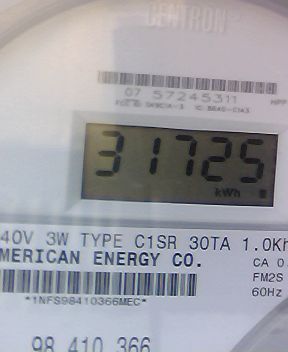 CENTRON
07 57245311
HPP
31725
kWh
40V 3W TYPE C1SR 30TA 1.0Kh
MERICAN ENERGY CO.
CA 0.
FM2S
60Hz
*1NFS98410366MEC*
98 410 366